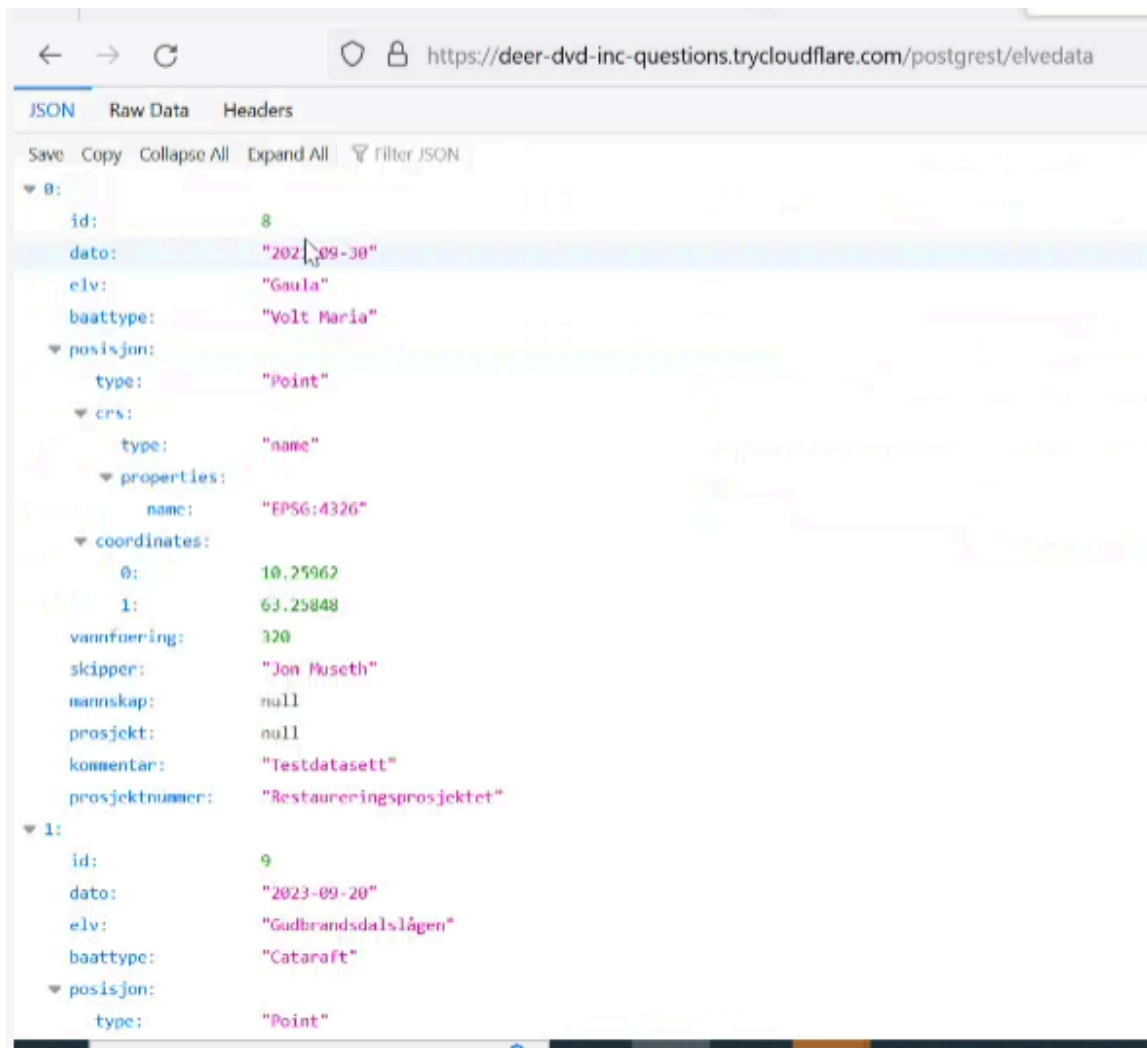 https://deer-dvd-inc-questions.trycloudflare.com/postgrest/elvedata
JSON Raw Data Headers
Save Copy Collapse All Expand All Filter JSON
0:
id: 8
dato:
elv: "Gaula"
baattype: "Volt Maria"
posisjon:
type: "Point"
crs:
type: "name"
properties:
name: "EPSG:4326"
coordinates:
0: 10.25962
1: 63.25848
vannfoering: 320
skipper: "Jon Museth"
mannskap: null
prosjekt: null
kommentar: "Testdatasett"
prosjektnummer: "Restaureringsprosjektet"
1:
id: 9
dato: "2023-09-20"
elv: "Gudbrandsdalslågen"
baattype: "Cataraft"
posisjon:
type: "Point"